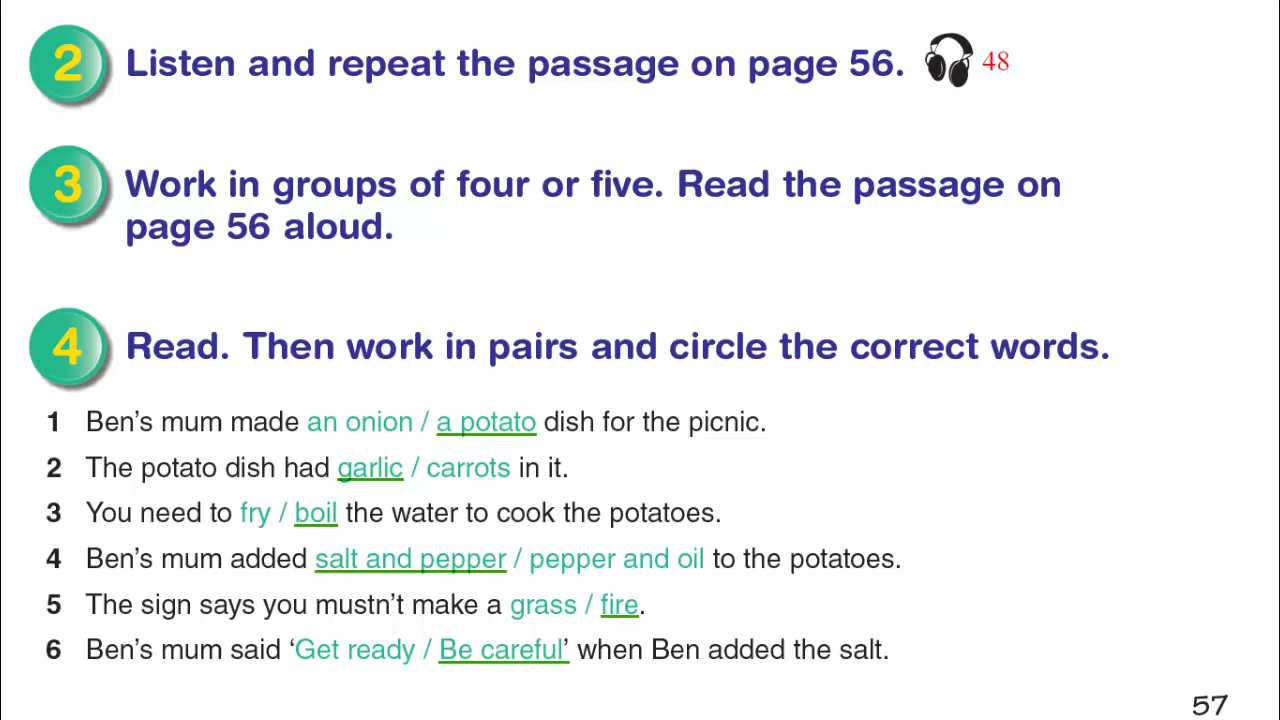 2 Listen and repeat the passage on page 56. 48
3 Work in groups of four or five. Read the passage on
page 56 aloud.
4 Read. Then work in pairs and circle the correct words.
1 Ben’s mum made an onion / a potato dish for the picnic.
2 The potato dish had garlic / carrots in it.
3 You need to fry / boil the water to cook the potatoes.
4 Ben’s mum added salt and pepper / pepper and oil to the potatoes.
5 The sign says you mustn’t make a grass / fire.
6 Ben’s mum said ‘Get ready / Be careful’ when Ben added the salt.
57